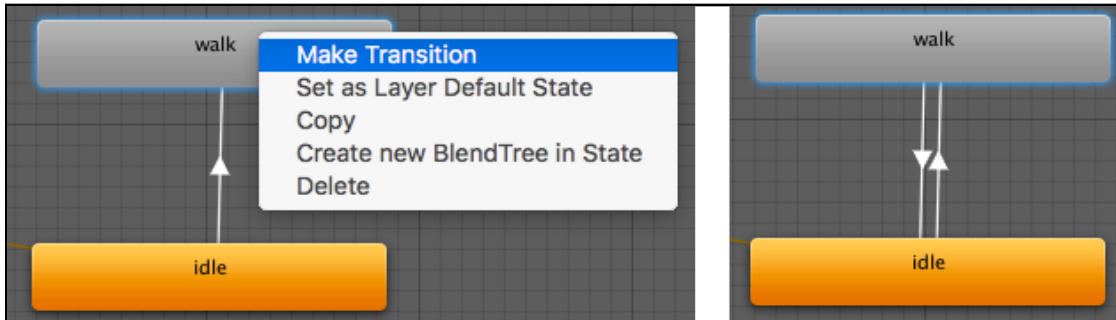 walk
Make Transition
Set as Layer Default State
Copy
Create new BlendTree in State
Delete
idle
walk
idle